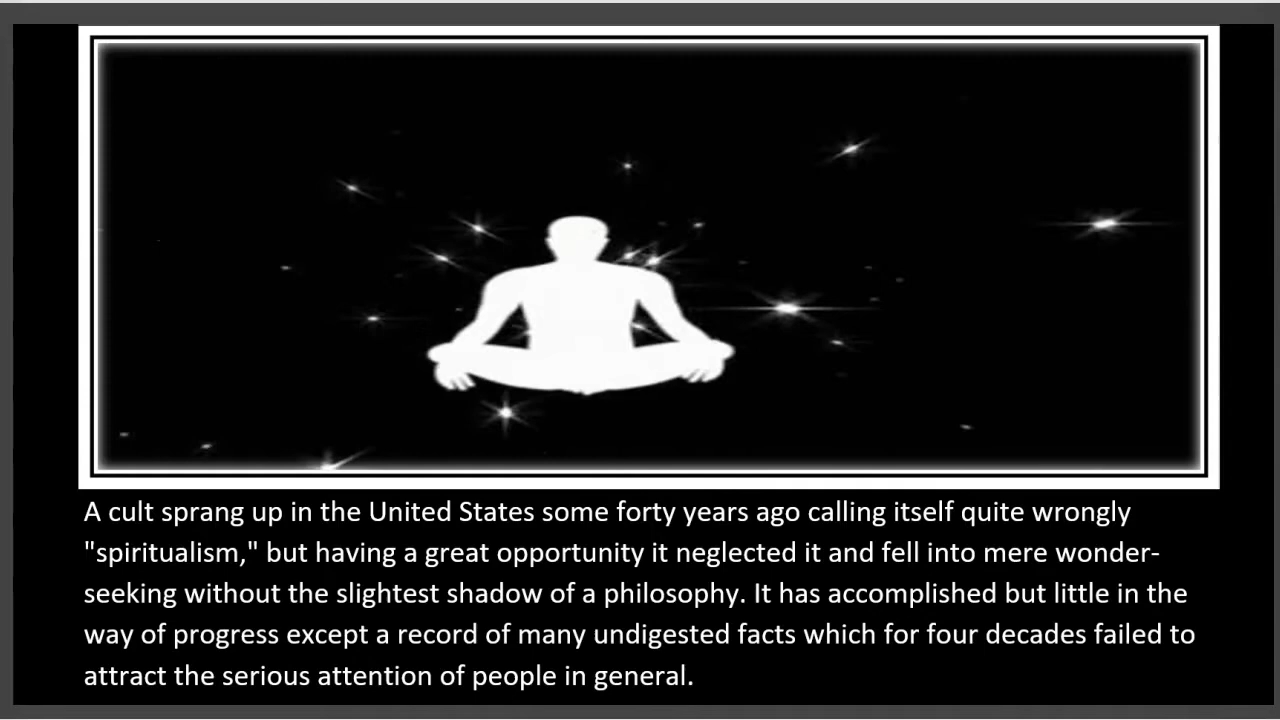 A cult sprang up in the United States some forty years ago calling itself quite wrongly
"spiritualism," but having a great opportunity it neglected it and fell into mere wonder-
seeking without the slightest shadow of a philosophy. It has accomplished but little in the
way of progress except a record of many undigested facts which for four decades failed to
attract the serious attention of people in general.